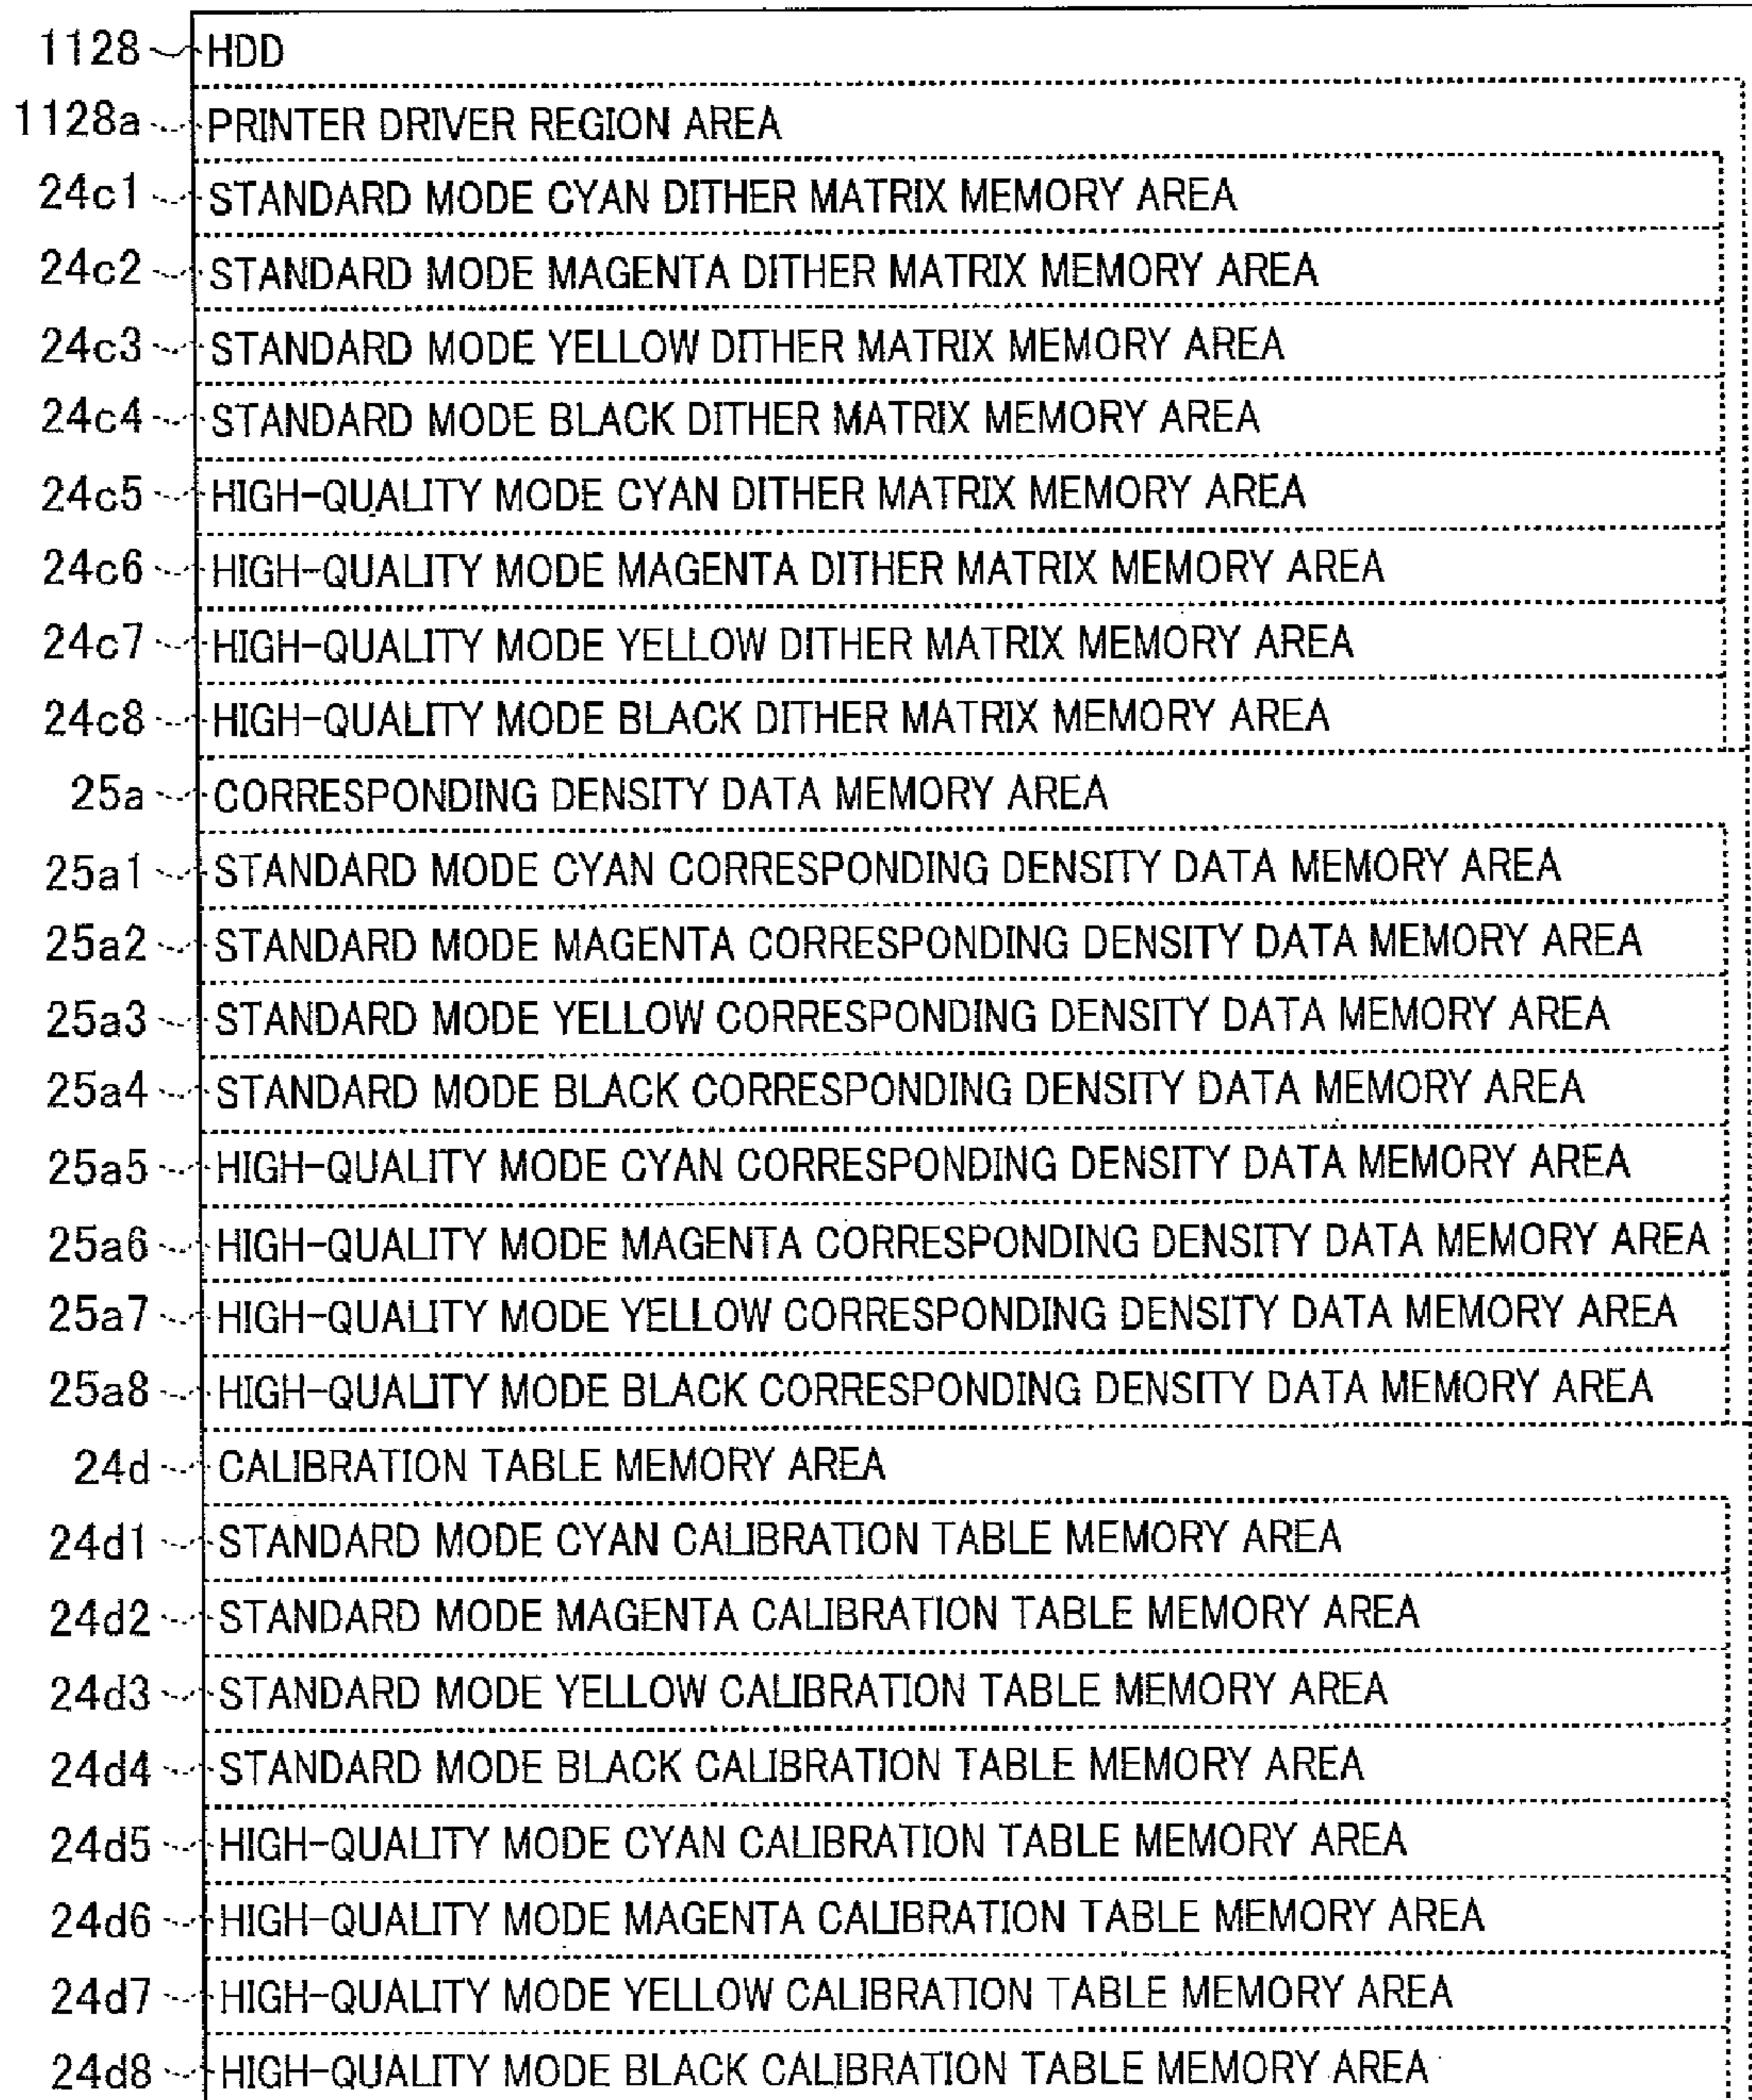 1128 HDD
1128a PRINTER DRIVER REGION AREA
24c1 STANDARD MODE CYAN DITHER MATRIX MEMORY AREA
24c2 STANDARD MODE MAGENTA DITHER MATRIX MEMORY AREA
24c3 STANDARD MODE YELLOW DITHER MATRIX MEMORY AREA
24c4 STANDARD MODE BLACK DITHER MATRIX MEMORY AREA
24c5 HIGH-QUALITY MODE CYAN DITHER MATRIX MEMORY AREA
24c6 HIGH-QUALITY MODE MAGENTA DITHER MATRIX MEMORY AREA
24c7 HIGH-QUALITY MODE YELLOW DITHER MATRIX MEMORY AREA
24c8 HIGH-QUALITY MODE BLACK DITHER MATRIX MEMORY AREA
25a CORRESPONDING DENSITY DATA MEMORY AREA
25a1 STANDARD MODE CYAN CORRESPONDING DENSITY DATA MEMORY AREA
25a2 STANDARD MODE MAGENTA CORRESPONDING DENSITY DATA MEMORY AREA
25a3 STANDARD MODE YELLOW CORRESPONDING DENSITY DATA MEMORY AREA
25a4 STANDARD MODE BLACK CORRESPONDING DENSITY DATA MEMORY AREA
25a5 HIGH-QUALITY MODE CYAN CORRESPONDING DENSITY DATA MEMORY AREA
25a6 HIGH-QUALITY MODE MAGENTA CORRESPONDING DENSITY DATA MEMORY AREA
25a7 HIGH-QUALITY MODE YELLOW CORRESPONDING DENSITY DATA MEMORY AREA
25a8 HIGH-QUALITY MODE BLACK CORRESPONDING DENSITY DATA MEMORY AREA
24d CALIBRATION TABLE MEMORY AREA
24d1 STANDARD MODE CYAN CALIBRATION TABLE MEMORY AREA
24d2 STANDARD MODE MAGENTA CALIBRATION TABLE MEMORY AREA
24d3 STANDARD MODE YELLOW CALIBRATION TABLE MEMORY AREA
24d4 STANDARD MODE BLACK CALIBRATION TABLE MEMORY AREA
24d5 HIGH-QUALITY MODE CYAN CALIBRATION TABLE MEMORY AREA
24d6 HIGH-QUALITY MODE MAGENTA CALIBRATION TABLE MEMORY AREA
24d7 HIGH-QUALITY MODE YELLOW CALIBRATION TABLE MEMORY AREA
24d8 HIGH-QUALITY MODE BLACK CALIBRATION TABLE MEMORY AREA